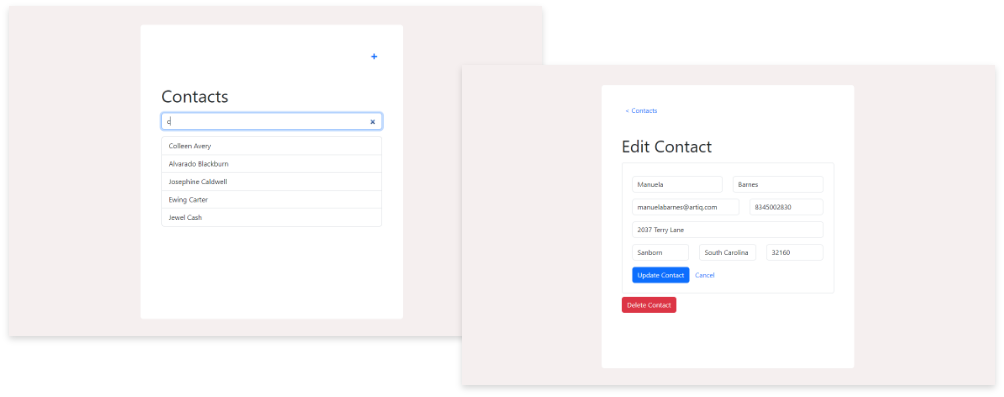 +
Contacts
c
×
Colleen Avery
Alvarado Blackburn
Josephine Caldwell
Ewing Carter
Jewel Cash
< Contacts
Edit Contact
Manuela Barnes
manuelabarnes@artiq.com 8345002830
2037 Terry Lane
Sanborn South Carolina 32160
Update Contact Cancel
Delete Contact